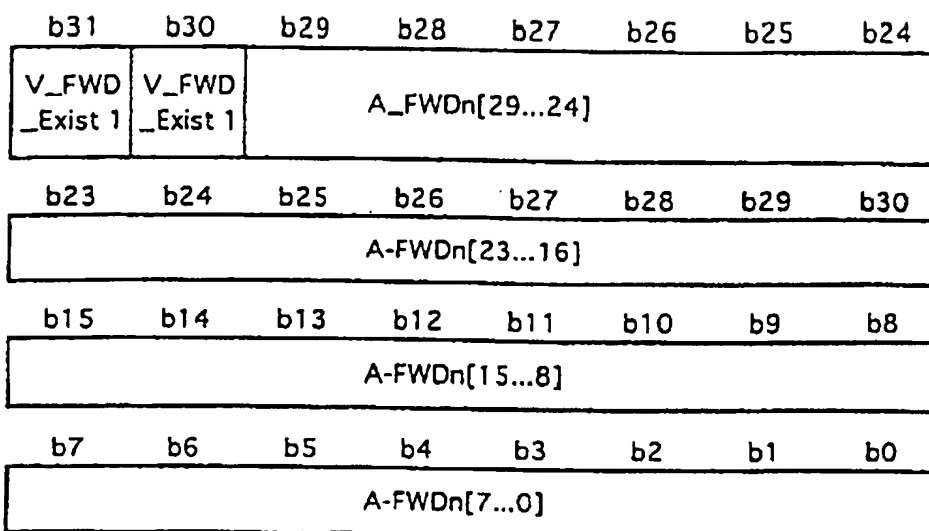 b31 b30 b29 b28 b27 b26 b25 b24
V_FWD V_FWD A_FWDn[29...24]
_Exist 1 _Exist 1
b23 b24 b25 b26 b27 b28 b29 b30
A-FWDn[23...16]
b15 b14 b13 b12 b11 b10 b9 b8
A-FWDn[15...8]
b7 b6 b5 b4 b3 b2 b1 b0
A-FWDn[7...0]